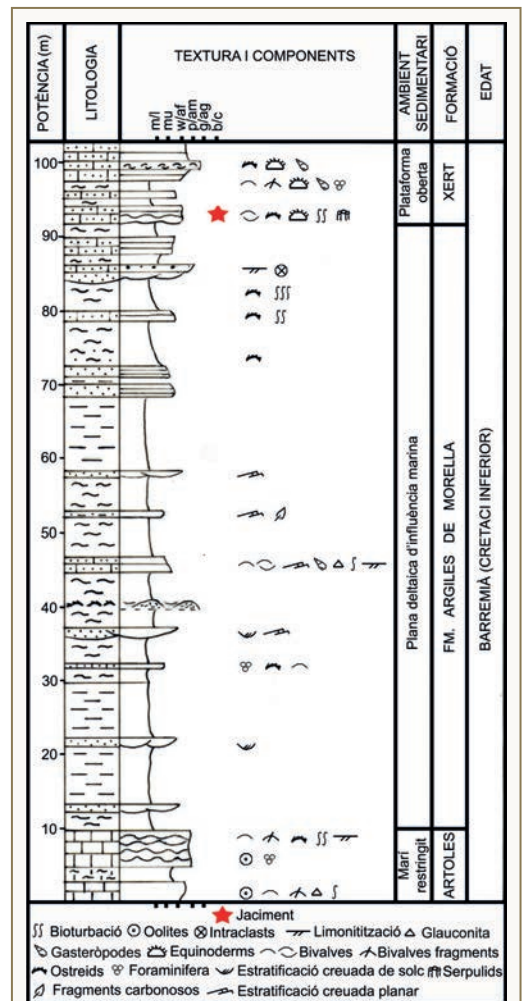 POTÈNCIA(m)
LITOLOGIA
TEXTURA I COMPONENTS
m/l
mu
w/af
p/am
g/ag
b/c
AMBIENT
SEDIMENTARI
FORMACIÓ
EDAT
100
90
80
70
60
50
40
30
20
10
Plataforma
oberta
XERT
Plana deltaica d'influència marina
FM. ARGILES DE MORELLA
BARREMIÀ (CRETACI INFERIOR)
Marí
restringit
ARTOLES
Jaciment
Bioturbació Oolites Intraclasts Limonitització Glauconita
Gasteròpodes Equinoderms Bivalves Bivalves fragments
Ostreids Foraminifera Estratificació creuada de solc Serpulids
Fragments carbonosos Estratificació creuada planar